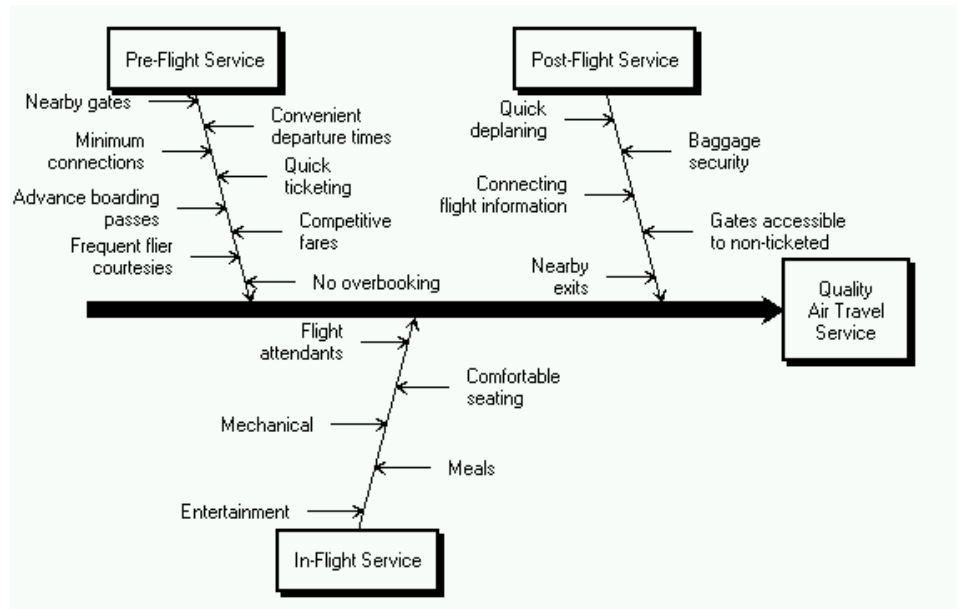 Pre-Flight Service
Post-Flight Service
Nearby gates
Convenient
departure times
Minimum
connections
Quick
ticketing
Advance boarding
passes
Competitive
fares
Frequent flier
courtesies
No overbooking
Quick
deplaning
Baggage
security
Connecting
flight information
Gates accessible
to non-ticketed
Nearby
exits
Quality
Air Travel
Service
Flight
attendants
Comfortable
seating
Mechanical
Meals
Entertainment
In-Flight Service